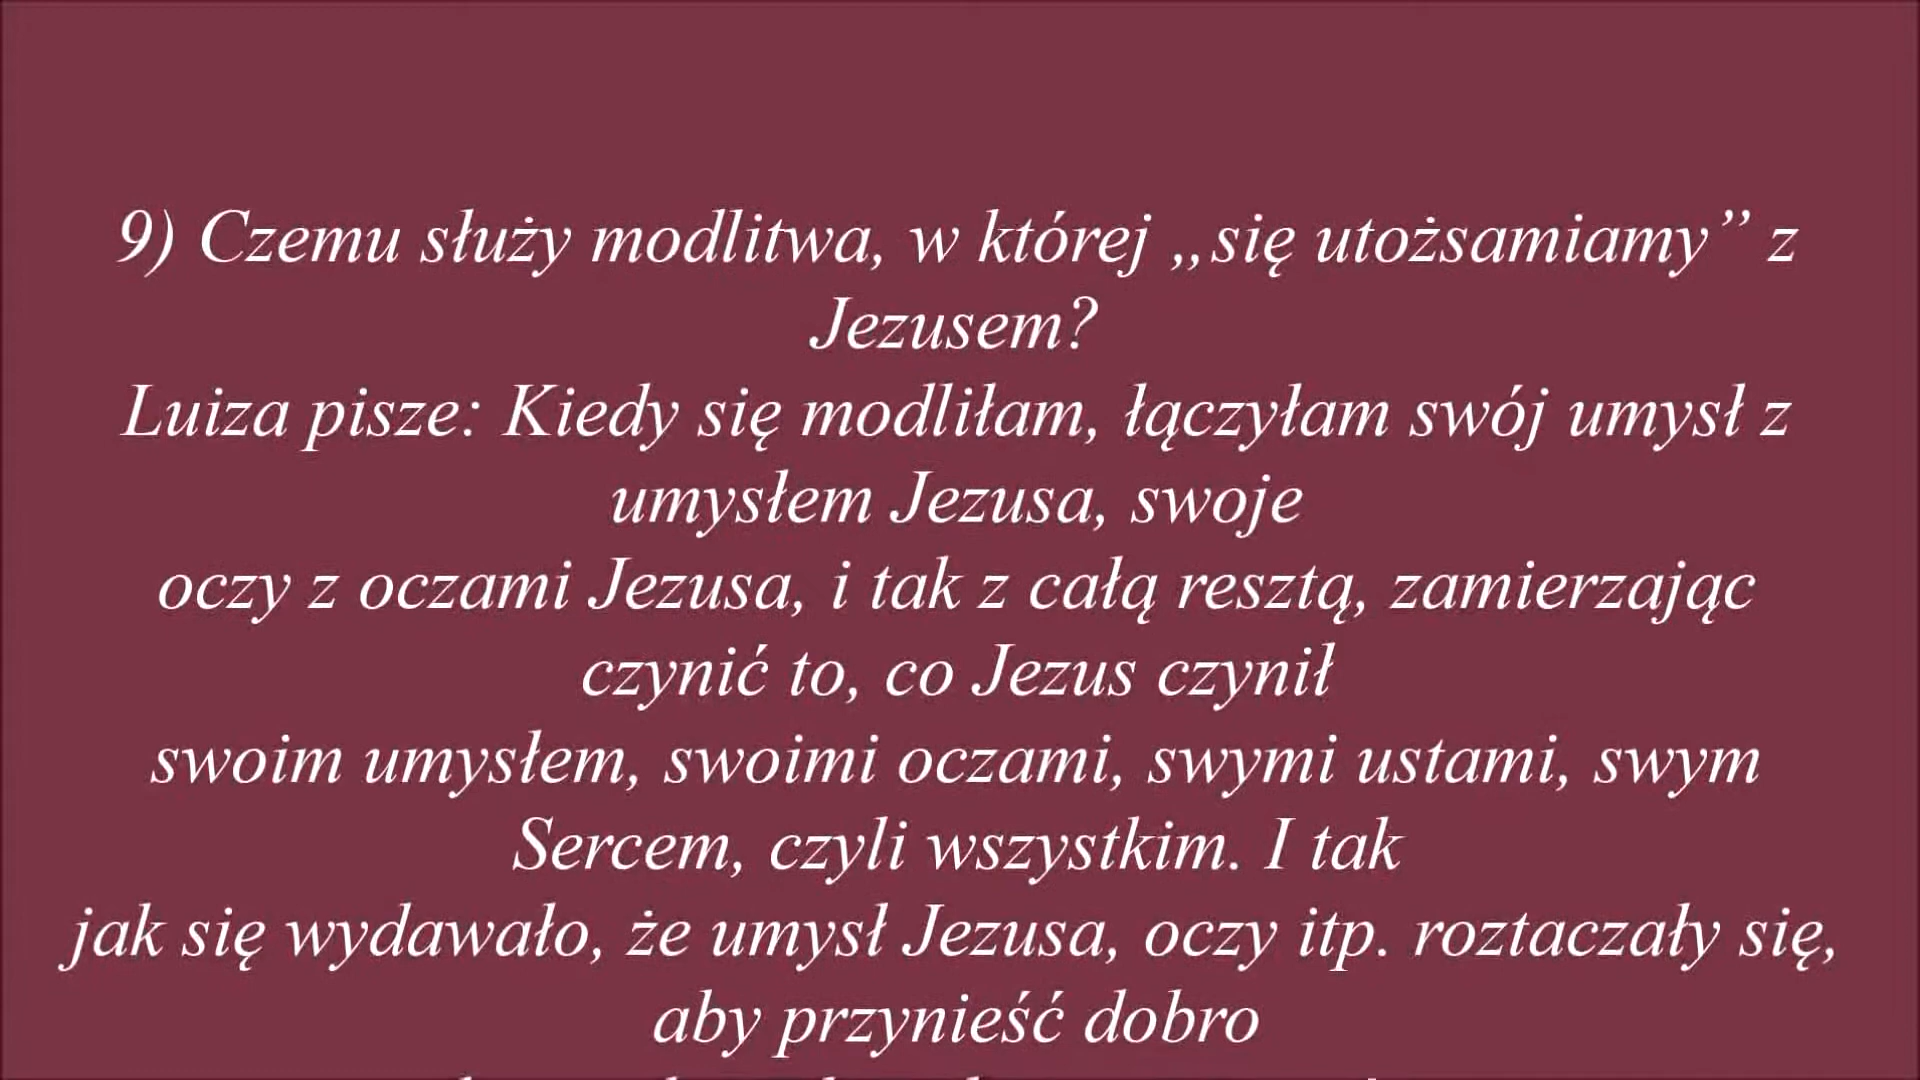 9) Czemu służy modlitwa, w której „się utożsamiamy” z
Jezusem?
Luiza pisze: Kiedy się modliłam, łączyłam swój umysł z
umysłem Jezusa, swoje
oczy z oczami Jezusa, i tak z całą resztą, zamierzając
czynić to, co Jezus czynił
swoim umysłem, swoimi oczami, swymi ustami, swym
Sercem, czyli wszystkim. I tak
jak się wydawało, że umysł Jezusa, oczy itp. roztaczały się,
aby przynieść dobro